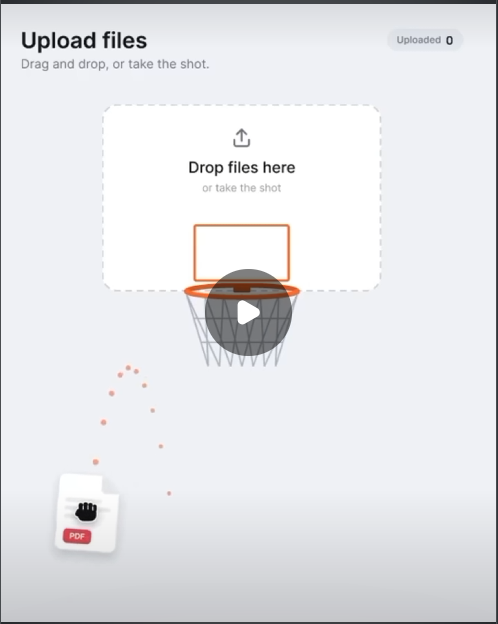 Upload files
Uploaded 0
Drag and drop, or take the shot.
Drop files here
or take the shot
PDF